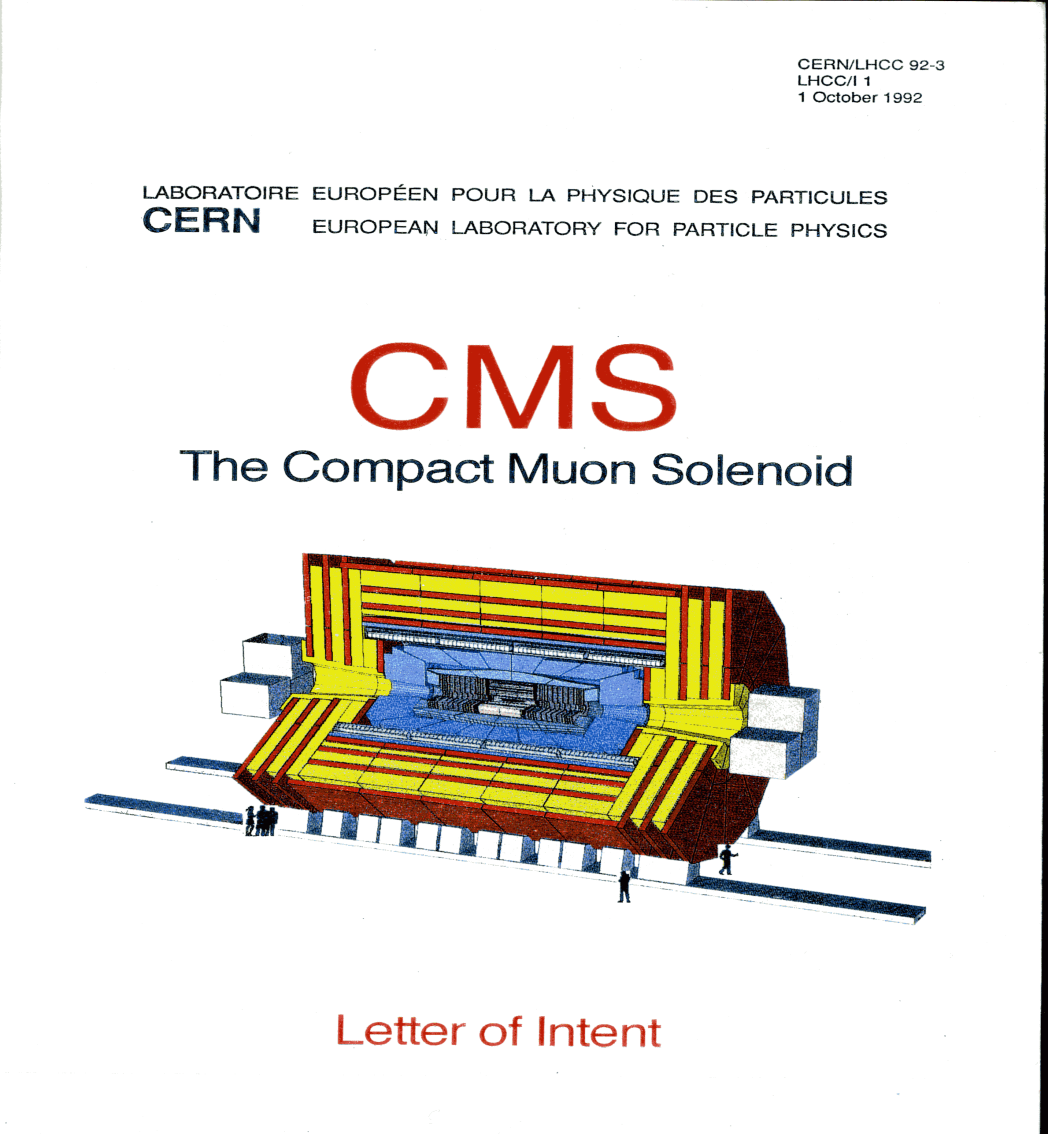 CERN/LHCC 92-3
LHCC/I 1
1 October 1992
LABORATOIRE EUROPÉEN POUR LA PHYSIQUE DES PARTICULES
CERN EUROPEAN LABORATORY FOR PARTICLE PHYSICS
CMS
The Compact Muon Solenoid
Letter of Intent